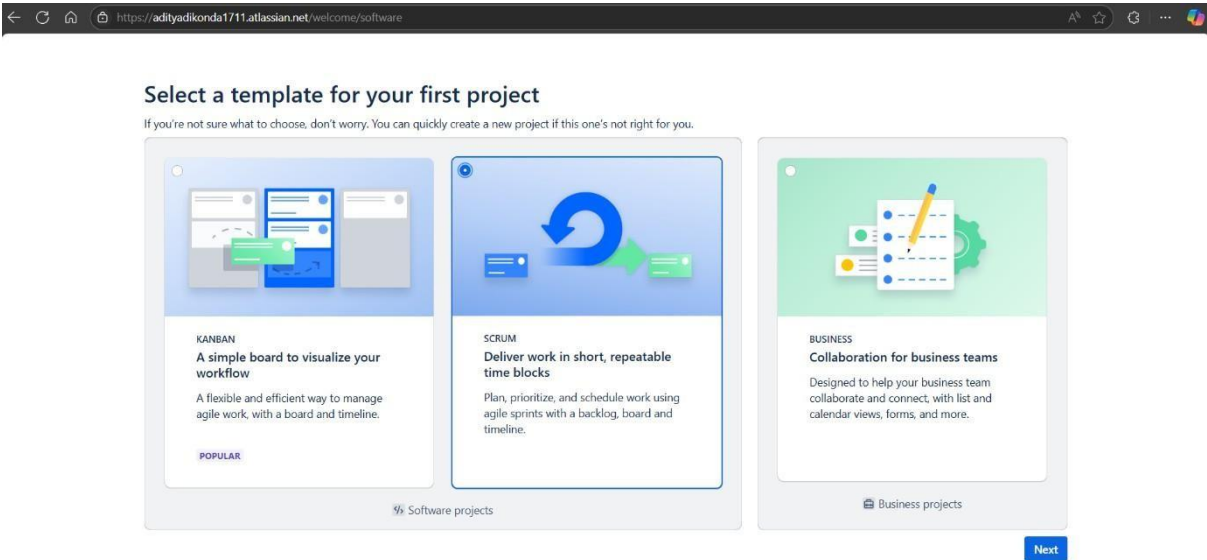 https://adityadikonda1711.atlassian.net/welcome/software
Select a template for your first project
If you're not sure what to choose, don't worry. You can quickly create a new project if this one's not right for you.
KANBAN
A simple board to visualize your
workflow
A flexible and efficient way to manage
agile work, with a board and timeline.
POPULAR
SCRUM
Deliver work in short, repeatable
time blocks
Plan, prioritize, and schedule work using
agile sprints with a backlog, board and
timeline.
Software projects
BUSINESS
Collaboration for business teams
Designed to help your business team
collaborate and connect, with list and
calendar views, forms, and more.
Business projects
Next